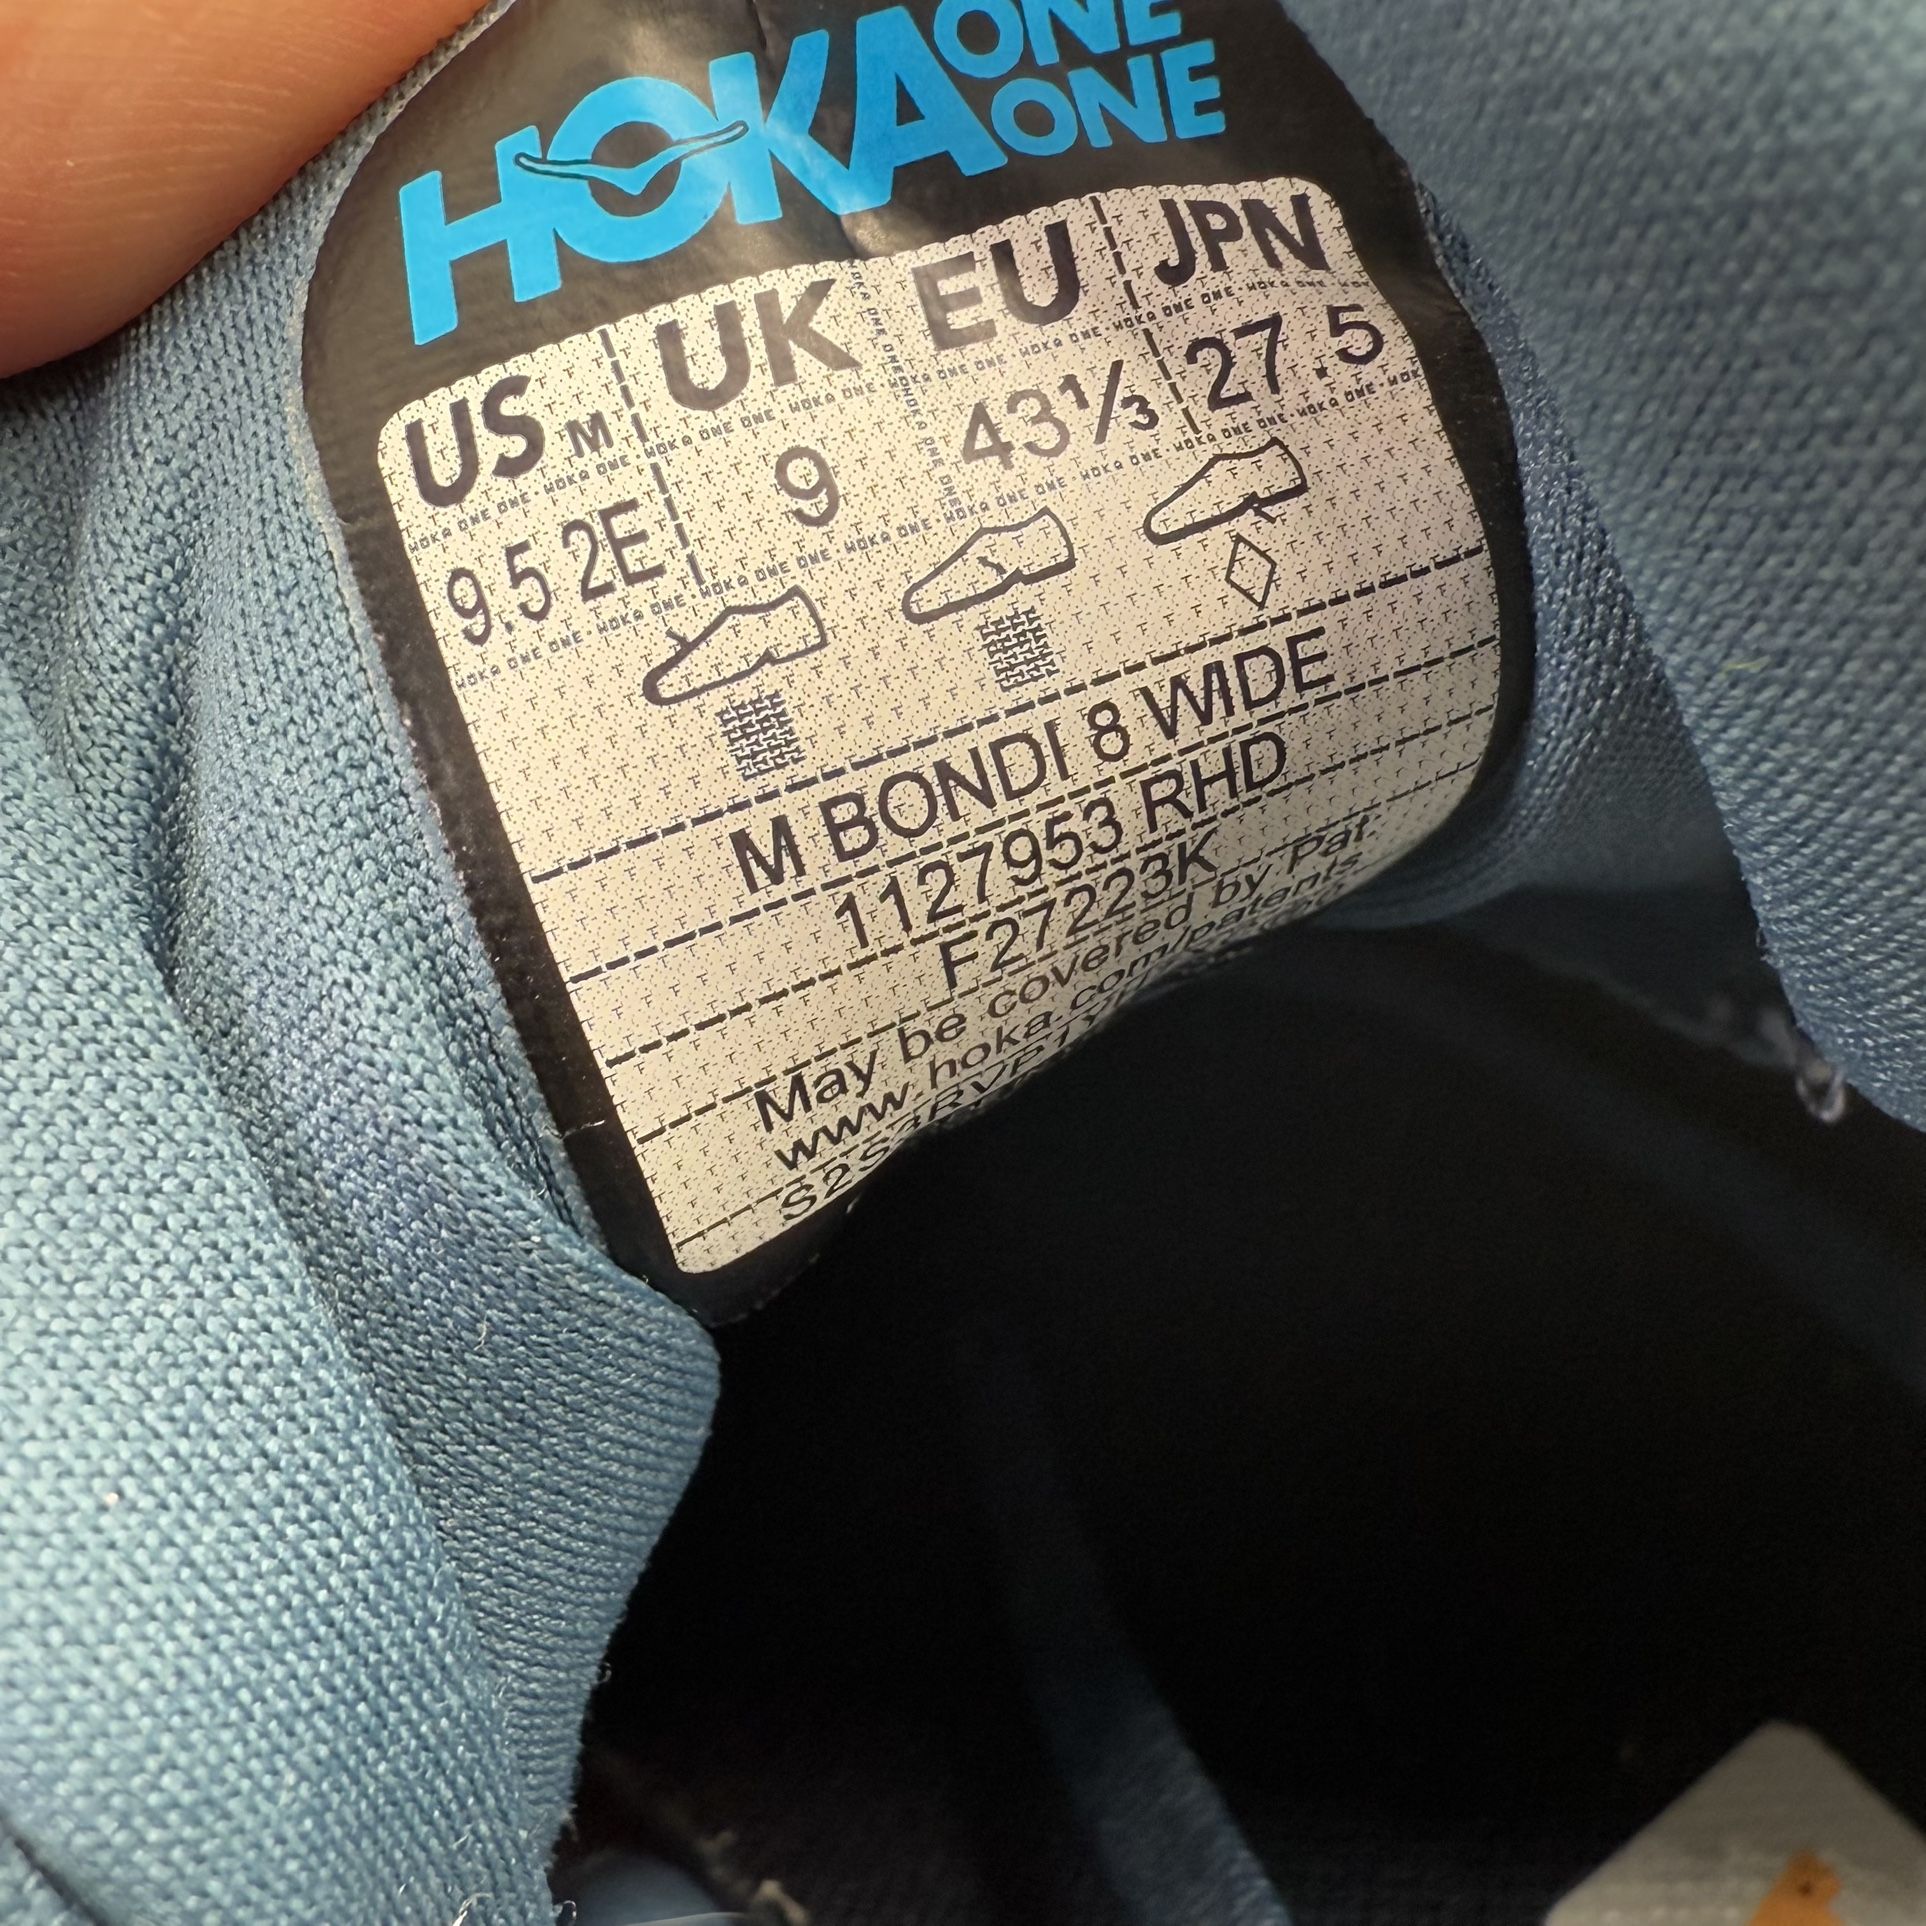 HOKA ONE ONE
US M UK EU JPN
9.5 2E 9 43⅓ 27.5
M BONDI 8 WIDE
1127953 RHD
F27223K
May be covered by Pat.
www.hoka.com/patents